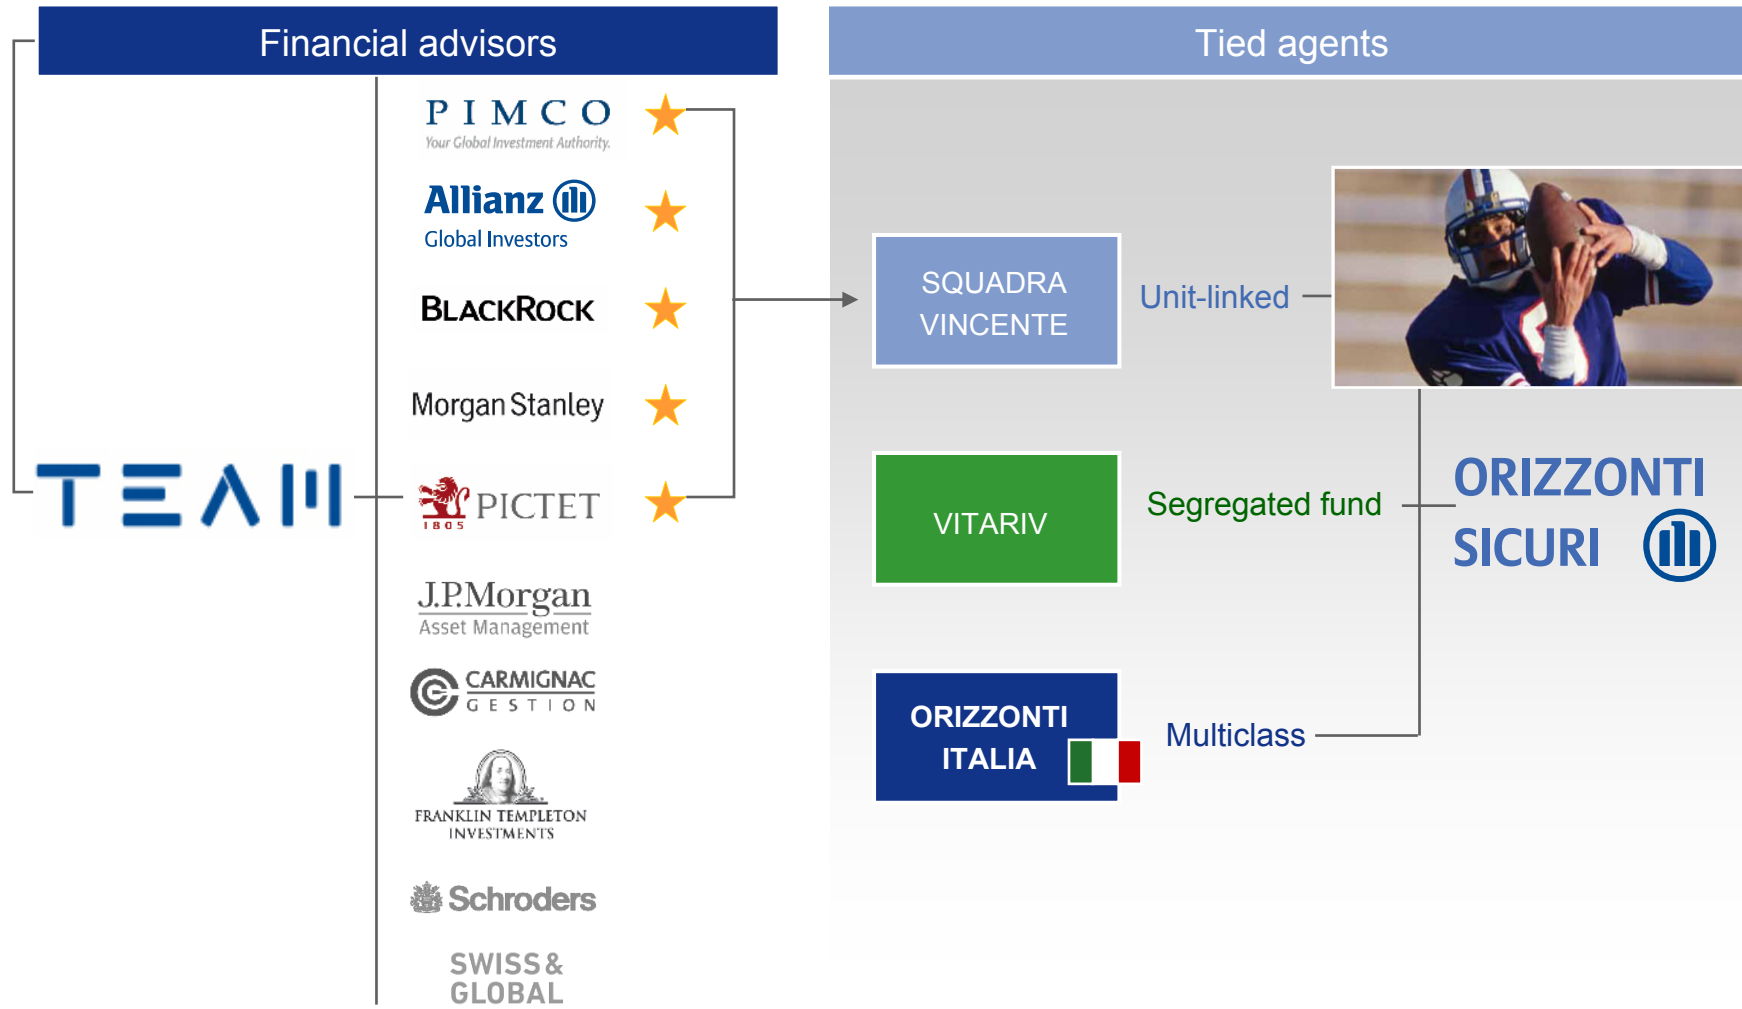 Financial advisors
Tied agents
PIMCO
Your Global Investment Authority.
Allianz
Global Investors
BLACKROCK
Morgan Stanley
TEAM
PICTET
1805
J.P.Morgan
Asset Management
CARMIGNAC
GESTION
FRANKLIN TEMPLETON
INVESTMENTS
Schroders
SWISS &
GLOBAL
SQUADRA
VINCENTE
Unit-linked
VITARIV
Segregated fund
ORIZZONTI
SICURI
ORIZZONTI
ITALIA
Multiclass